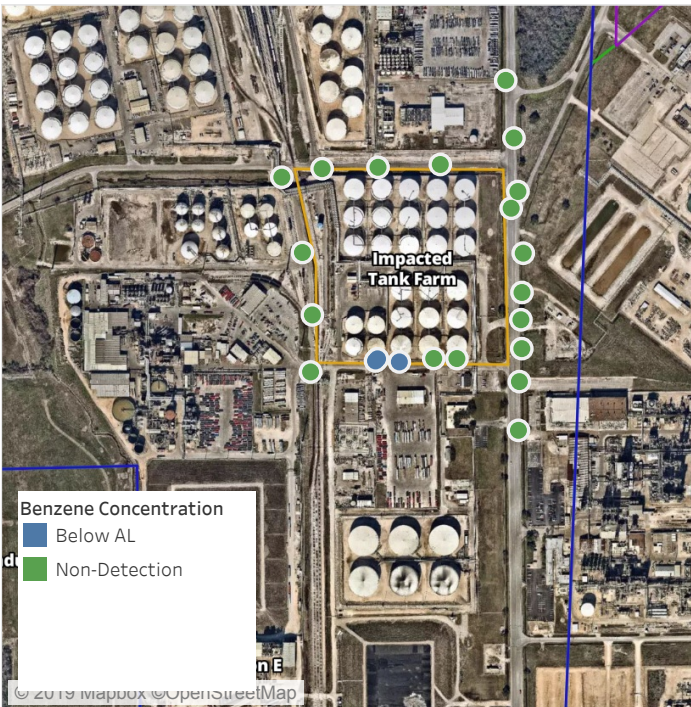 Impacted
Tank Farm
Benzene Concentration
Below AL
Non-Detection
n E
© 2019 Mapbox ©OpenStreetMap